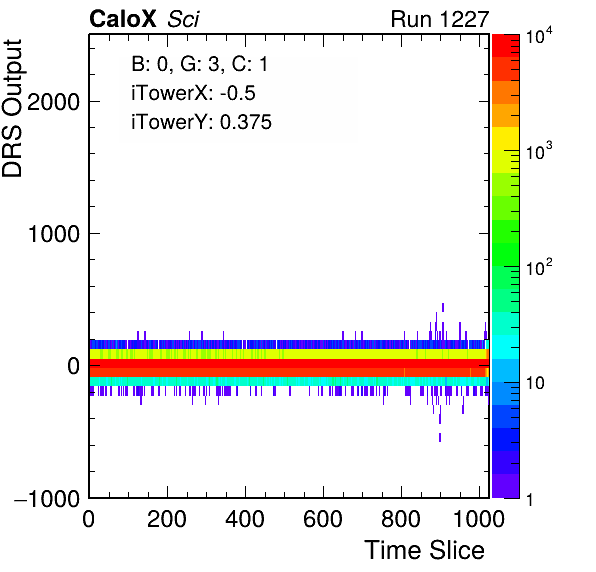 CaloX Sci Run 1227
B: 0, G: 3, C: 1
iTowerX: -0.5
iTowerY: 0.375
DRS Output
2000
1000
0
−1000
0 200 400 600 800 1000
Time Slice
10^4
10^3
10^2
10
1